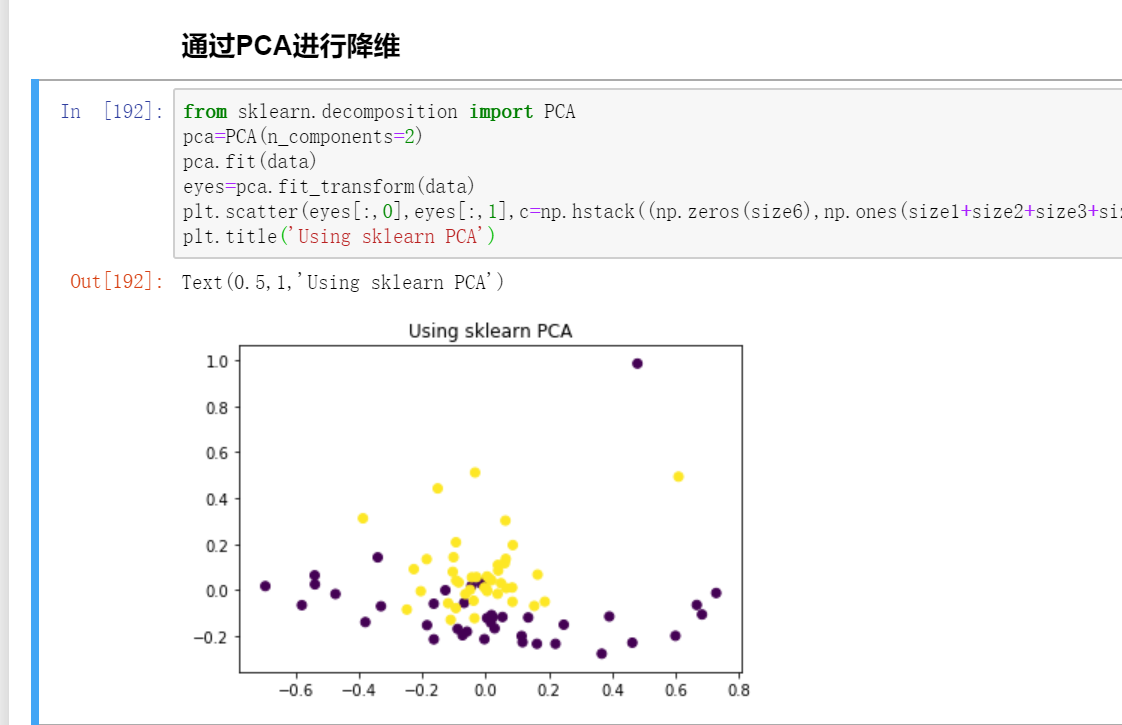 通过PCA进行降维
In [192]:
from sklearn.decomposition import PCA
pca=PCA(n_components=2)
pca.fit(data)
eyes=pca.fit_transform(data)
plt.scatter(eyes[:,0],eyes[:,1],c=np.hstack((np.zeros(size6),np.ones(size1+size2+size3+si
plt.title('Using sklearn PCA')
Out[192]: Text(0.5,1,'Using sklearn PCA')
Using sklearn PCA
1.0
0.8
0.6
0.4
0.2
0.0
−0.2
−0.6 −0.4 −0.2 0.0 0.2 0.4 0.6 0.8